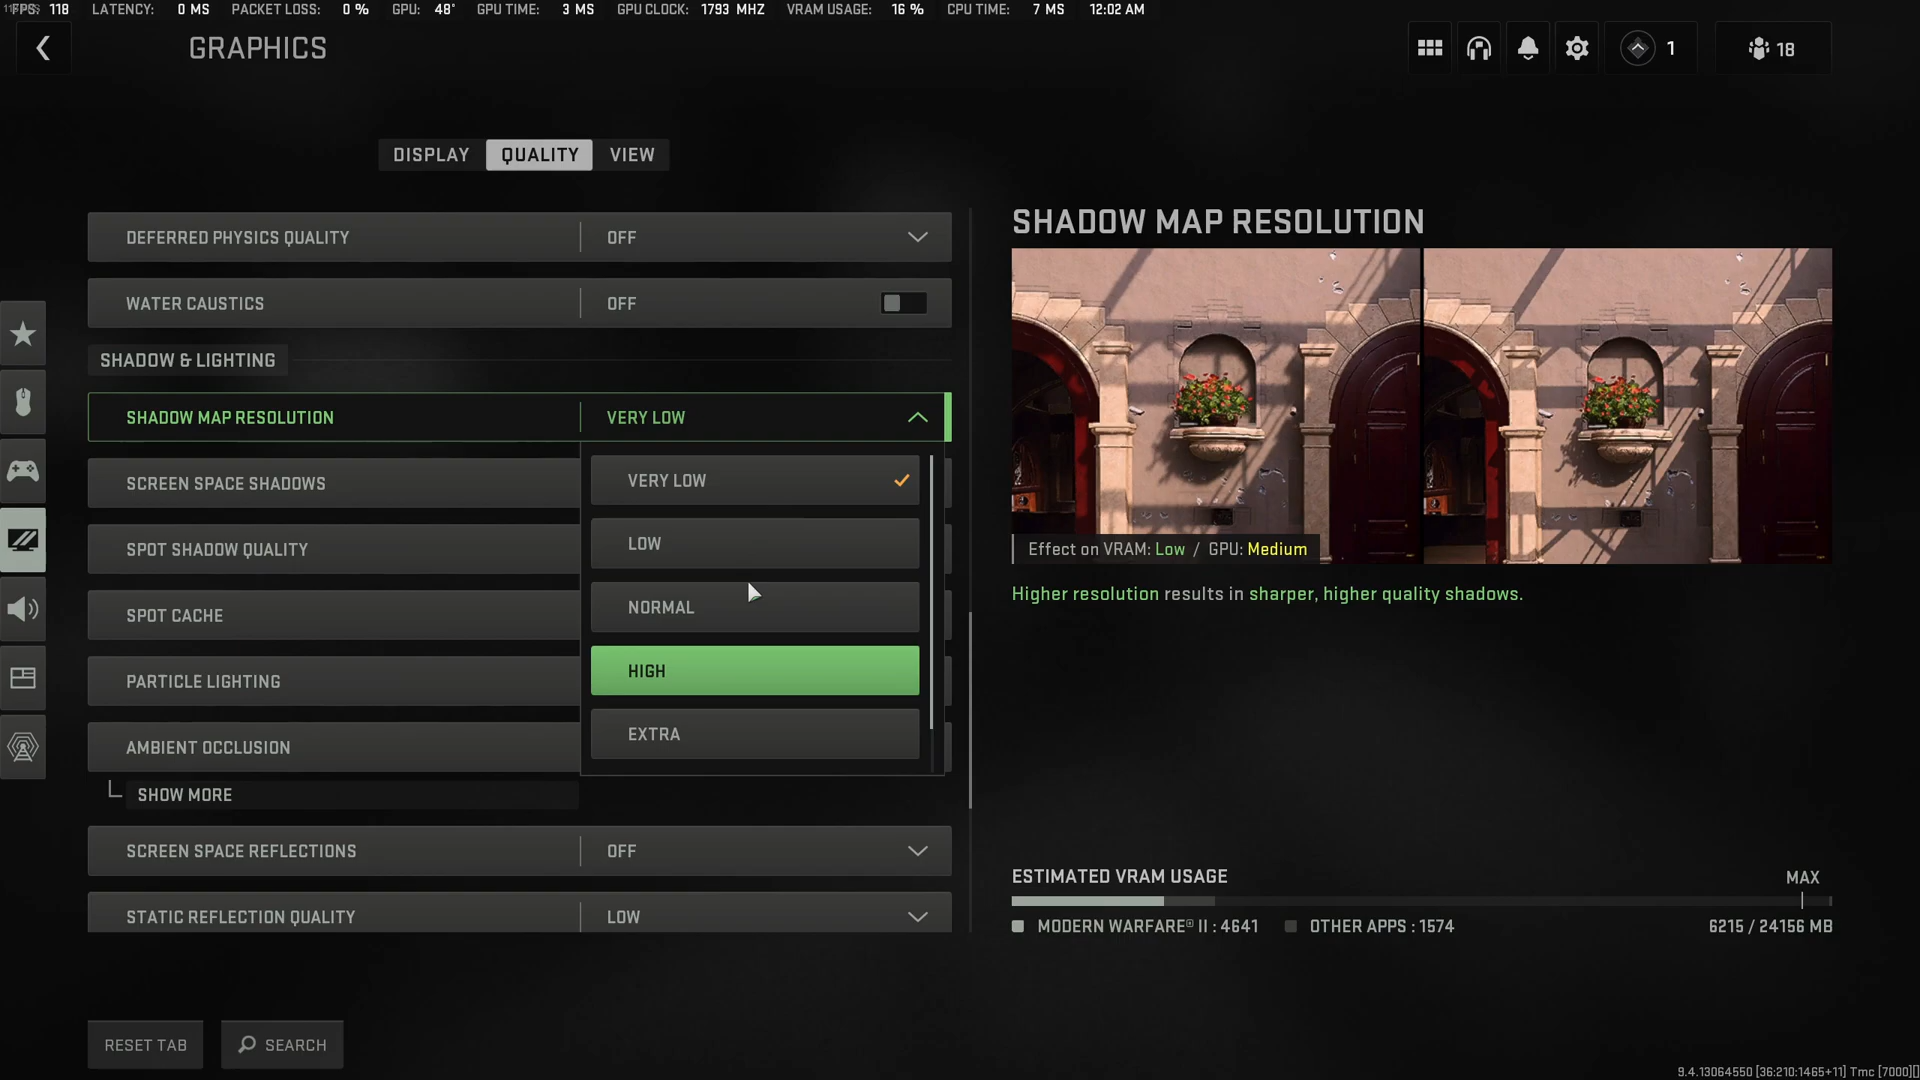 FPS: 118 LATENCY: 0 MS PACKET LOSS: 0 % GPU: 48° GPU TIME: 3 MS GPU CLOCK: 1793 MHZ VRAM USAGE: 16 % CPU TIME: 7 MS 12:02 AM
GRAPHICS
1
18
DISPLAY QUALITY VIEW
DEFERRED PHYSICS QUALITY OFF
WATER CAUSTICS OFF
SHADOW & LIGHTING
SHADOW MAP RESOLUTION VERY LOW
VERY LOW
LOW
NORMAL
HIGH
EXTRA
SCREEN SPACE SHADOWS
SPOT SHADOW QUALITY
SPOT CACHE
PARTICLE LIGHTING
AMBIENT OCCLUSION
SHOW MORE
SCREEN SPACE REFLECTIONS OFF
STATIC REFLECTION QUALITY LOW
SHADOW MAP RESOLUTION
Effect on VRAM: Low / GPU: Medium
Higher resolution results in sharper, higher quality shadows.
ESTIMATED VRAM USAGE MAX
MODERN WARFARE® II : 4641 OTHER APPS : 1574 6215 / 24156 MB
RESET TAB SEARCH
9.4.13064550 [36:210:1465+11] Tmc [7000][]